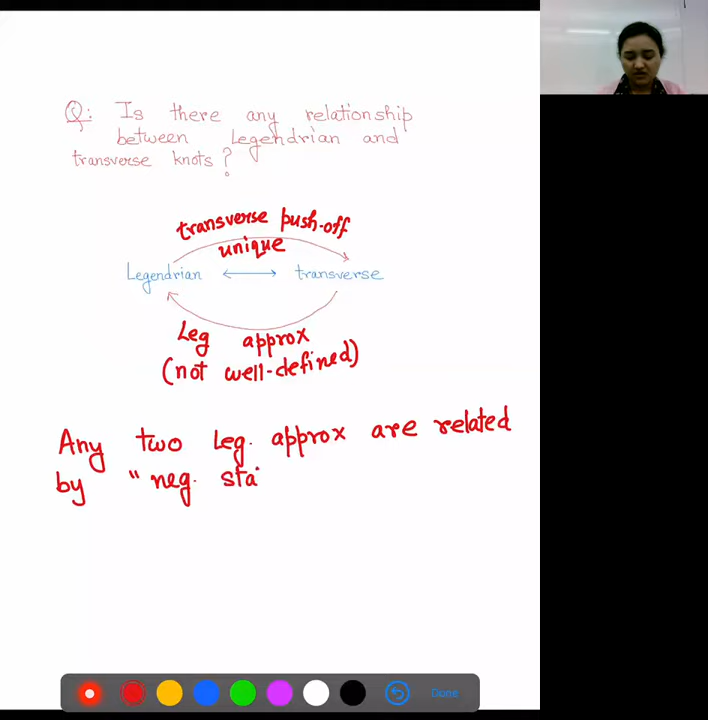 Q: Is there any relationship
between Legendrian and
transverse knots?
transverse push-off
unique
Legendrian ↔ transverse
Leg approx
(not well-defined)
Any two Leg. approx are related
by " neg. sta
Done